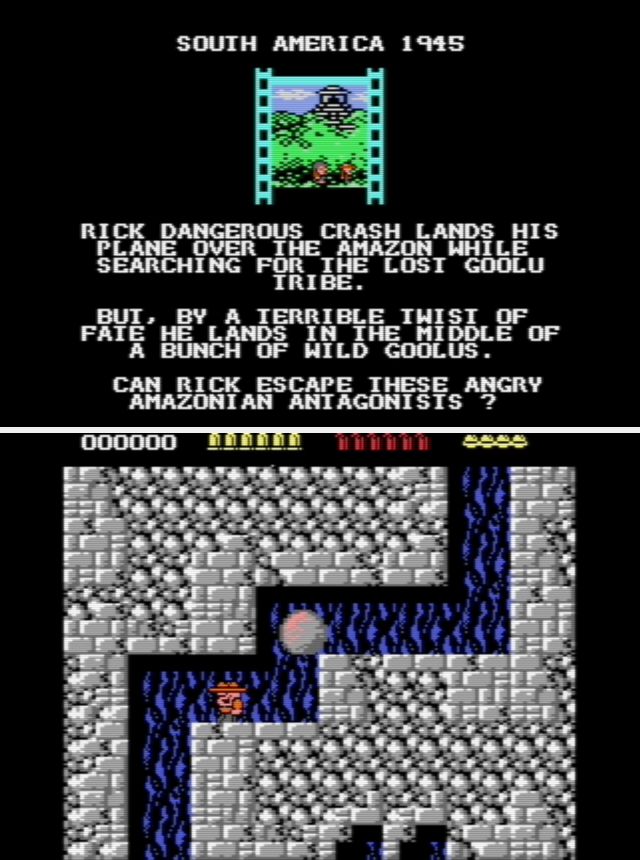 SOUTH AMERICA 1945
RICK DANGEROUS CRASH LANDS HIS
PLANE OVER THE AMAZON WHILE
SEARCHING FOR THE LOST GOOLU
TRIBE.
BUT, BY A TERRIBLE TWIST OF
FATE HE LANDS IN THE MIDDLE OF
A BUNCH OF WILD GOOLUS.
CAN RICK ESCAPE THESE ANGRY
AMAZONIAN ANTAGONISTS ?
000000